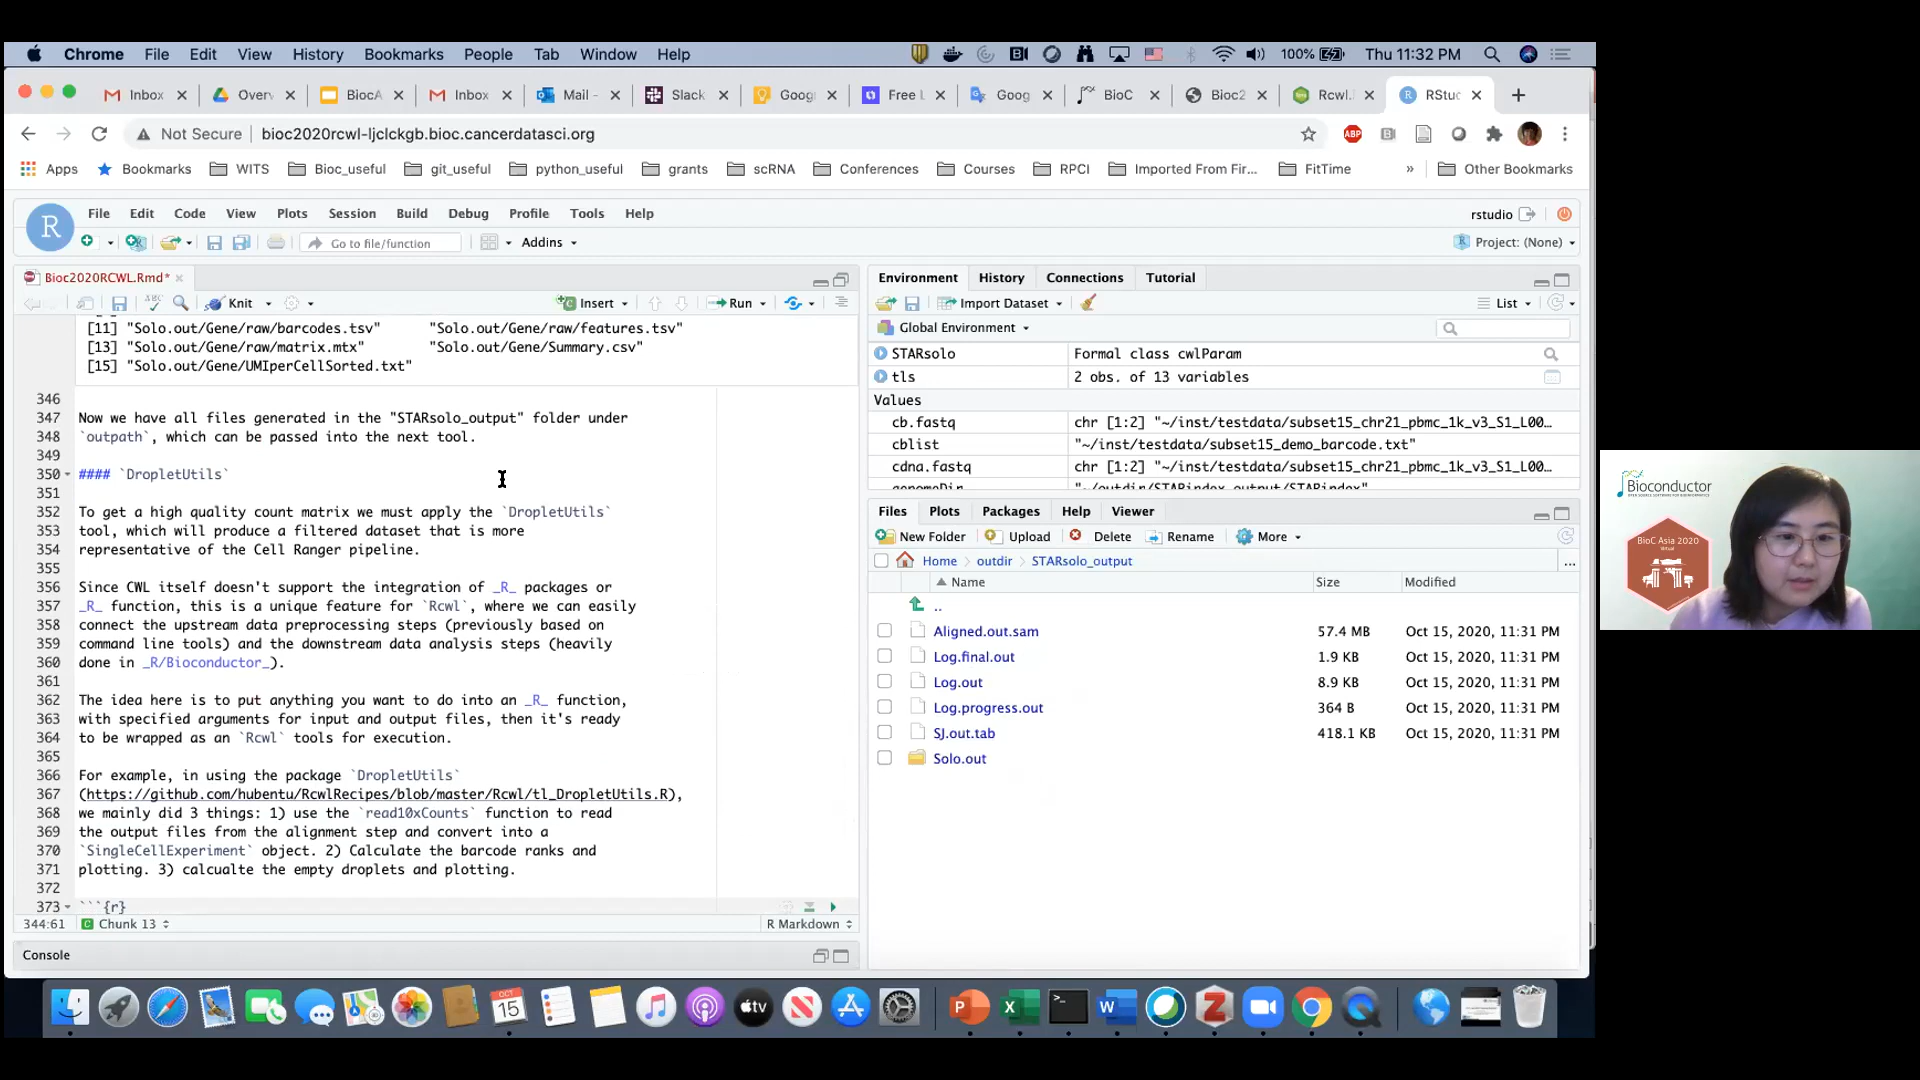 Chrome File Edit View History Bookmarks People Tab Window Help 100% Thu 11:32 PM
Inbox Overv BiocA Inbox Mail - Slack Goog Free L Goog BioC Bioc2 Rcwl. RStuc
Not Secure bioc2020rcwl-ljclckgb.bioc.cancerdatasci.org ABP
Apps Bookmarks WITS Bioc_useful git_useful python_useful grants scRNA Conferences Courses RPCI Imported From Fir... FitTime » Other Bookmarks
R File Edit Code View Plots Session Build Debug Profile Tools Help rstudio
Go to file/function Addins Project: (None)
Bioc2020RCWL.Rmd*
Knit Insert Run
[11] "Solo.out/Gene/raw/barcodes.tsv" "Solo.out/Gene/raw/features.tsv"
[13] "Solo.out/Gene/raw/matrix.mtx" "Solo.out/Gene/Summary.csv"
[15] "Solo.out/Gene/UMIperCellSorted.txt"
346
347 Now we have all files generated in the "STARsolo_output" folder under
348 `outpath`, which can be passed into the next tool.
349
350 #### `DropletUtils`
351
352 To get a high quality count matrix we must apply the `DropletUtils`
353 tool, which will produce a filtered dataset that is more
354 representative of the Cell Ranger pipeline.
355
356 Since CWL itself doesn't support the integration of _R_ packages or
357 _R_ function, this is a unique feature for `Rcwl`, where we can easily
358 connect the upstream data preprocessing steps (previously based on
359 command line tools) and the downstream data analysis steps (heavily
360 done in _R/Bioconductor_).
361
362 The idea here is to put anything you want to do into an _R_ function,
363 with specified arguments for input and output files, then it's ready
364 to be wrapped as an `Rcwl` tools for execution.
365
366 For example, in using the package `DropletUtils`
367 (https://github.com/hubentu/RcwlRecipes/blob/master/Rcwl/tl_DropletUtils.R),
368 we mainly did 3 things: 1) use the `read10xCounts` function to read
369 the output files from the alignment step and convert into a
370 `SingleCellExperiment` object. 2) Calculate the barcode ranks and
371 plotting. 3) calcualte the empty droplets and plotting.
372
373 ```{r}
344:61 Chunk 13 R Markdown
Console
Environment History Connections Tutorial
Import Dataset List
Global Environment
STARsolo Formal class cwlParam
tls 2 obs. of 13 variables
Values
cb.fastq chr [1:2] "~/inst/testdata/subset15_chr21_pbmc_1k_v3_S1_L00…
cblist "~/inst/testdata/subset15_demo_barcode.txt"
cdna.fastq chr [1:2] "~/inst/testdata/subset15_chr21_pbmc_1k_v3_S1_L00…
genomeDir "~/outdir/STARindex_output/STARindex"
Files Plots Packages Help Viewer
New Folder Upload Delete Rename More
Home outdir STARsolo_output ...
Name Size Modified
..
Aligned.out.sam 57.4 MB Oct 15, 2020, 11:31 PM
Log.final.out 1.9 KB Oct 15, 2020, 11:31 PM
Log.out 8.9 KB Oct 15, 2020, 11:31 PM
Log.progress.out 364 B Oct 15, 2020, 11:31 PM
SJ.out.tab 418.1 KB Oct 15, 2020, 11:31 PM
Solo.out
Bioconductor
BioC Asia 2020
Virtual
OCT
15
tv
P X W Z